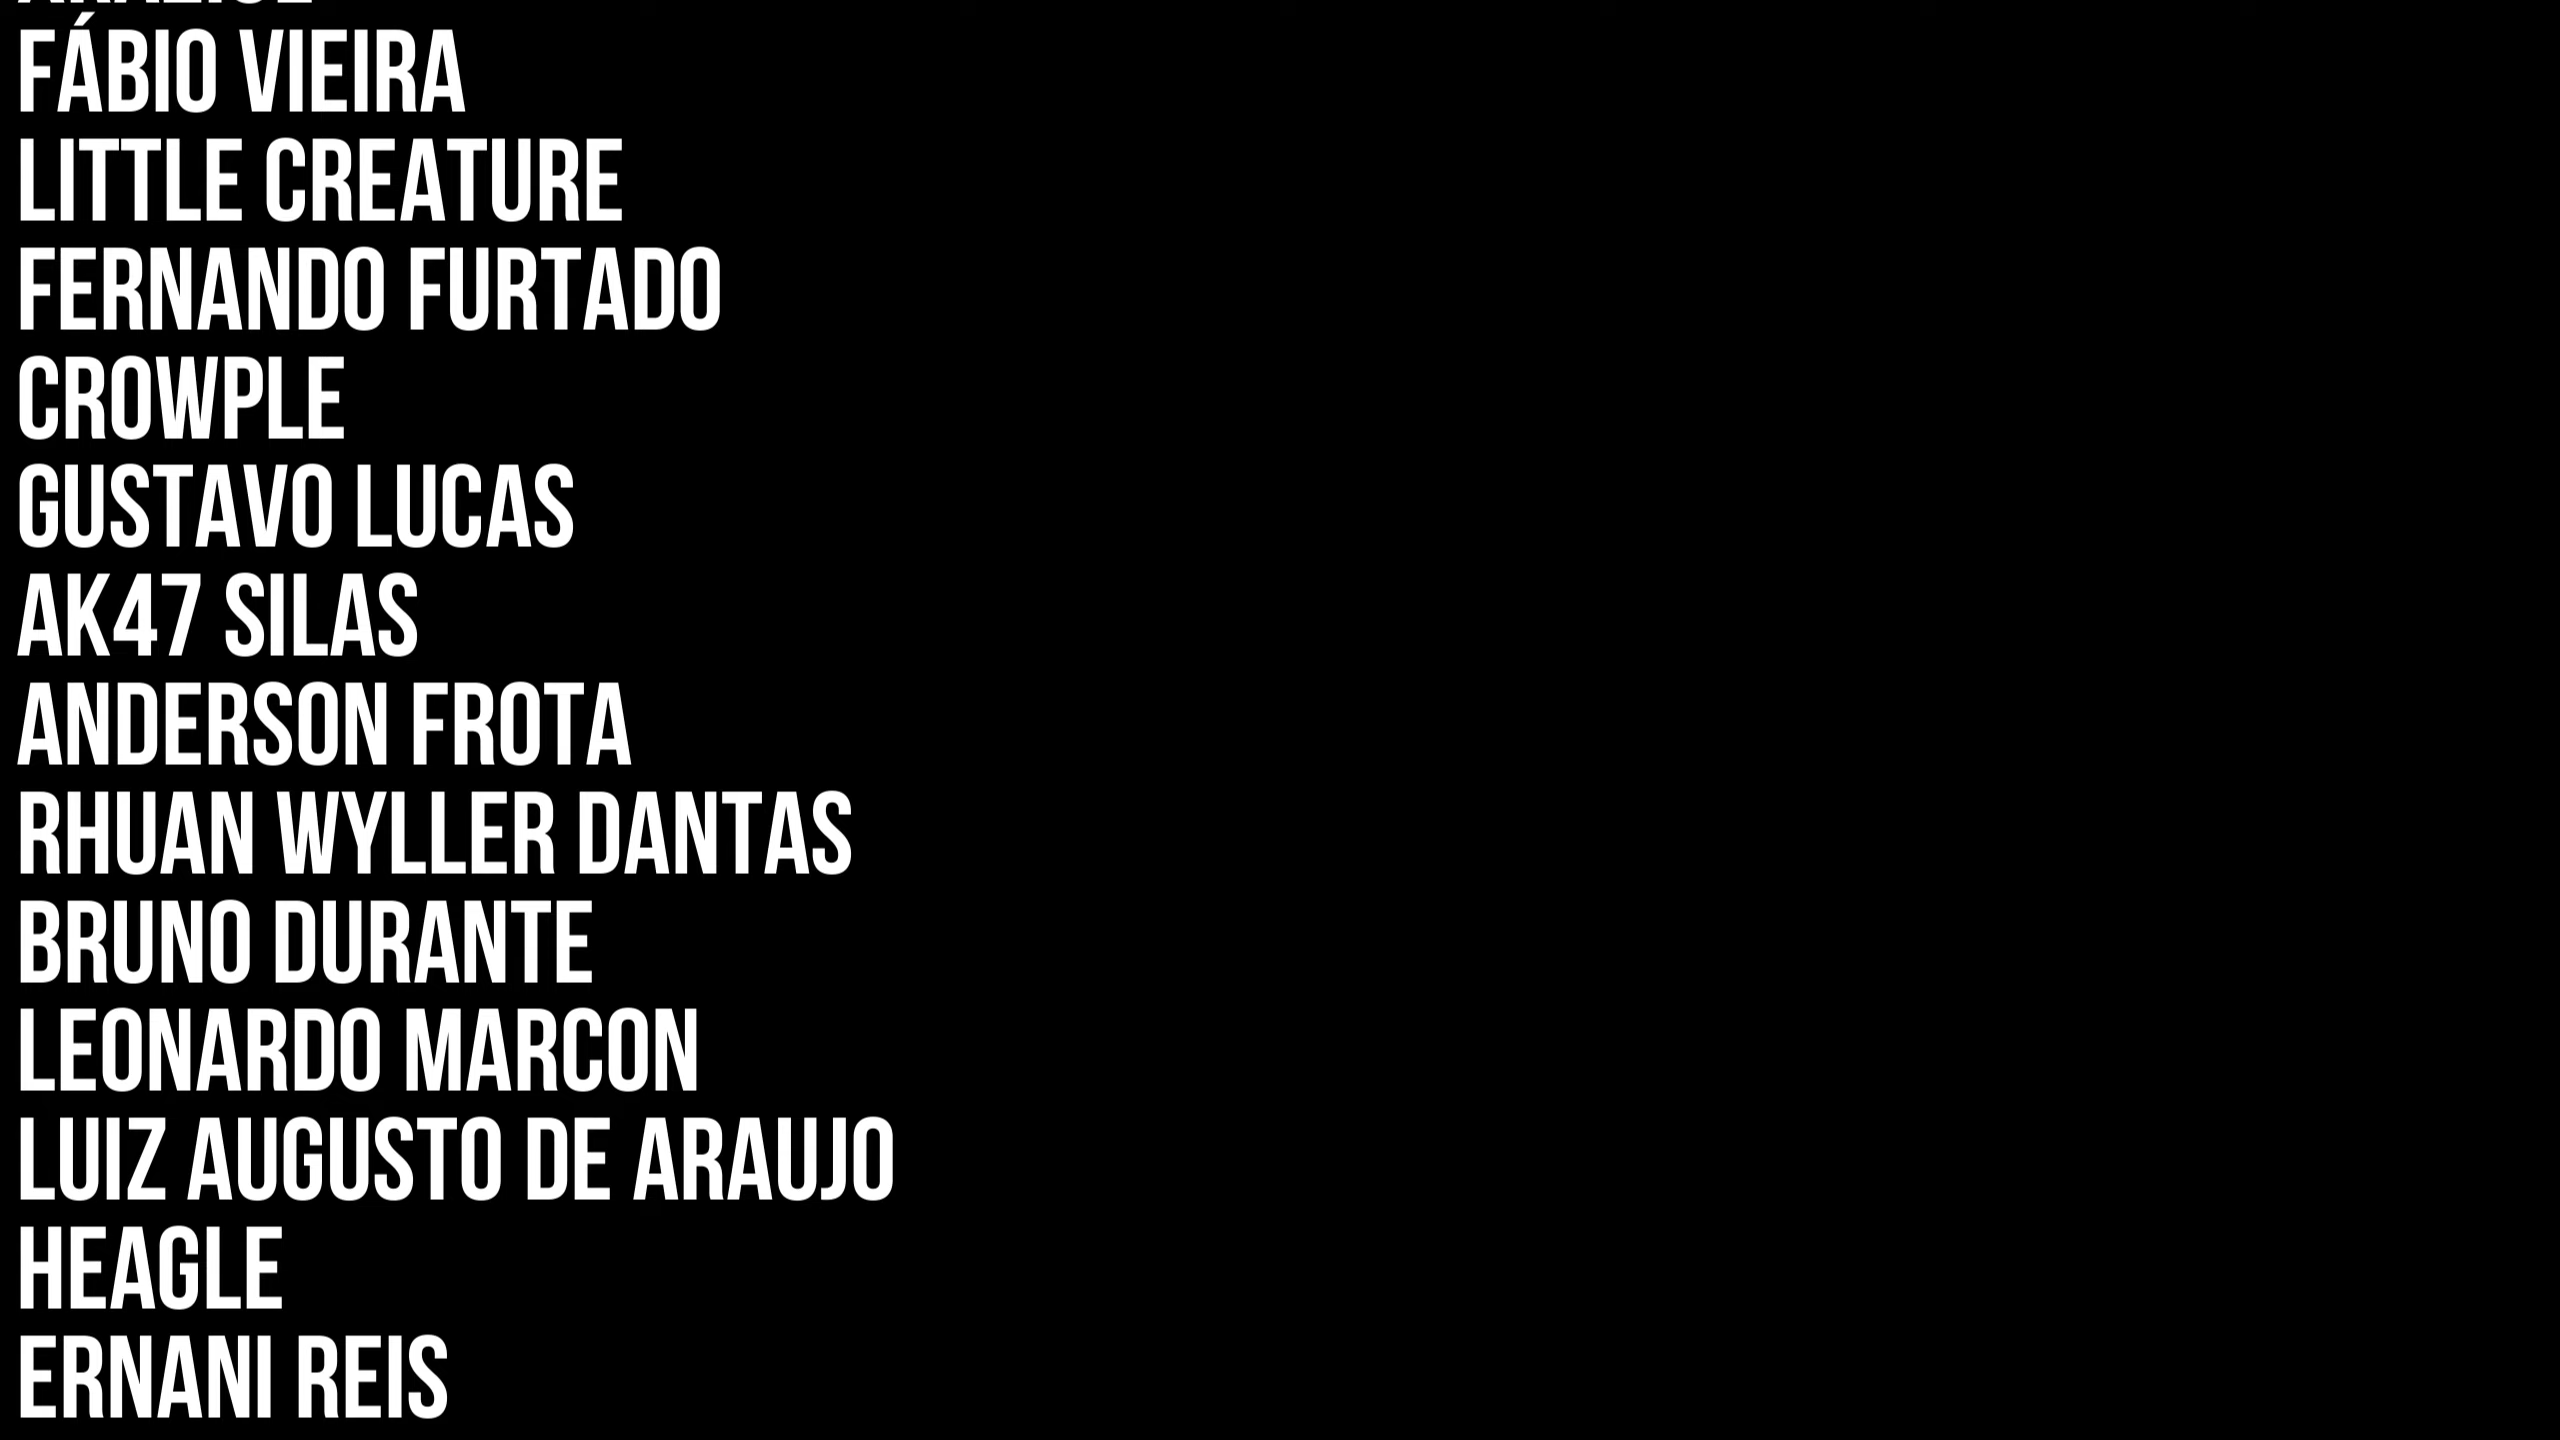 FÁBIO VIEIRA
LITTLE CREATURE
FERNANDO FURTADO
CROWPLE
GUSTAVO LUCAS
AK47 SILAS
ANDERSON FROTA
RHUAN WYLLER DANTAS
BRUNO DURANTE
LEONARDO MARCON
LUIZ AUGUSTO DE ARAUJO
HEAGLE
ERNANI REIS